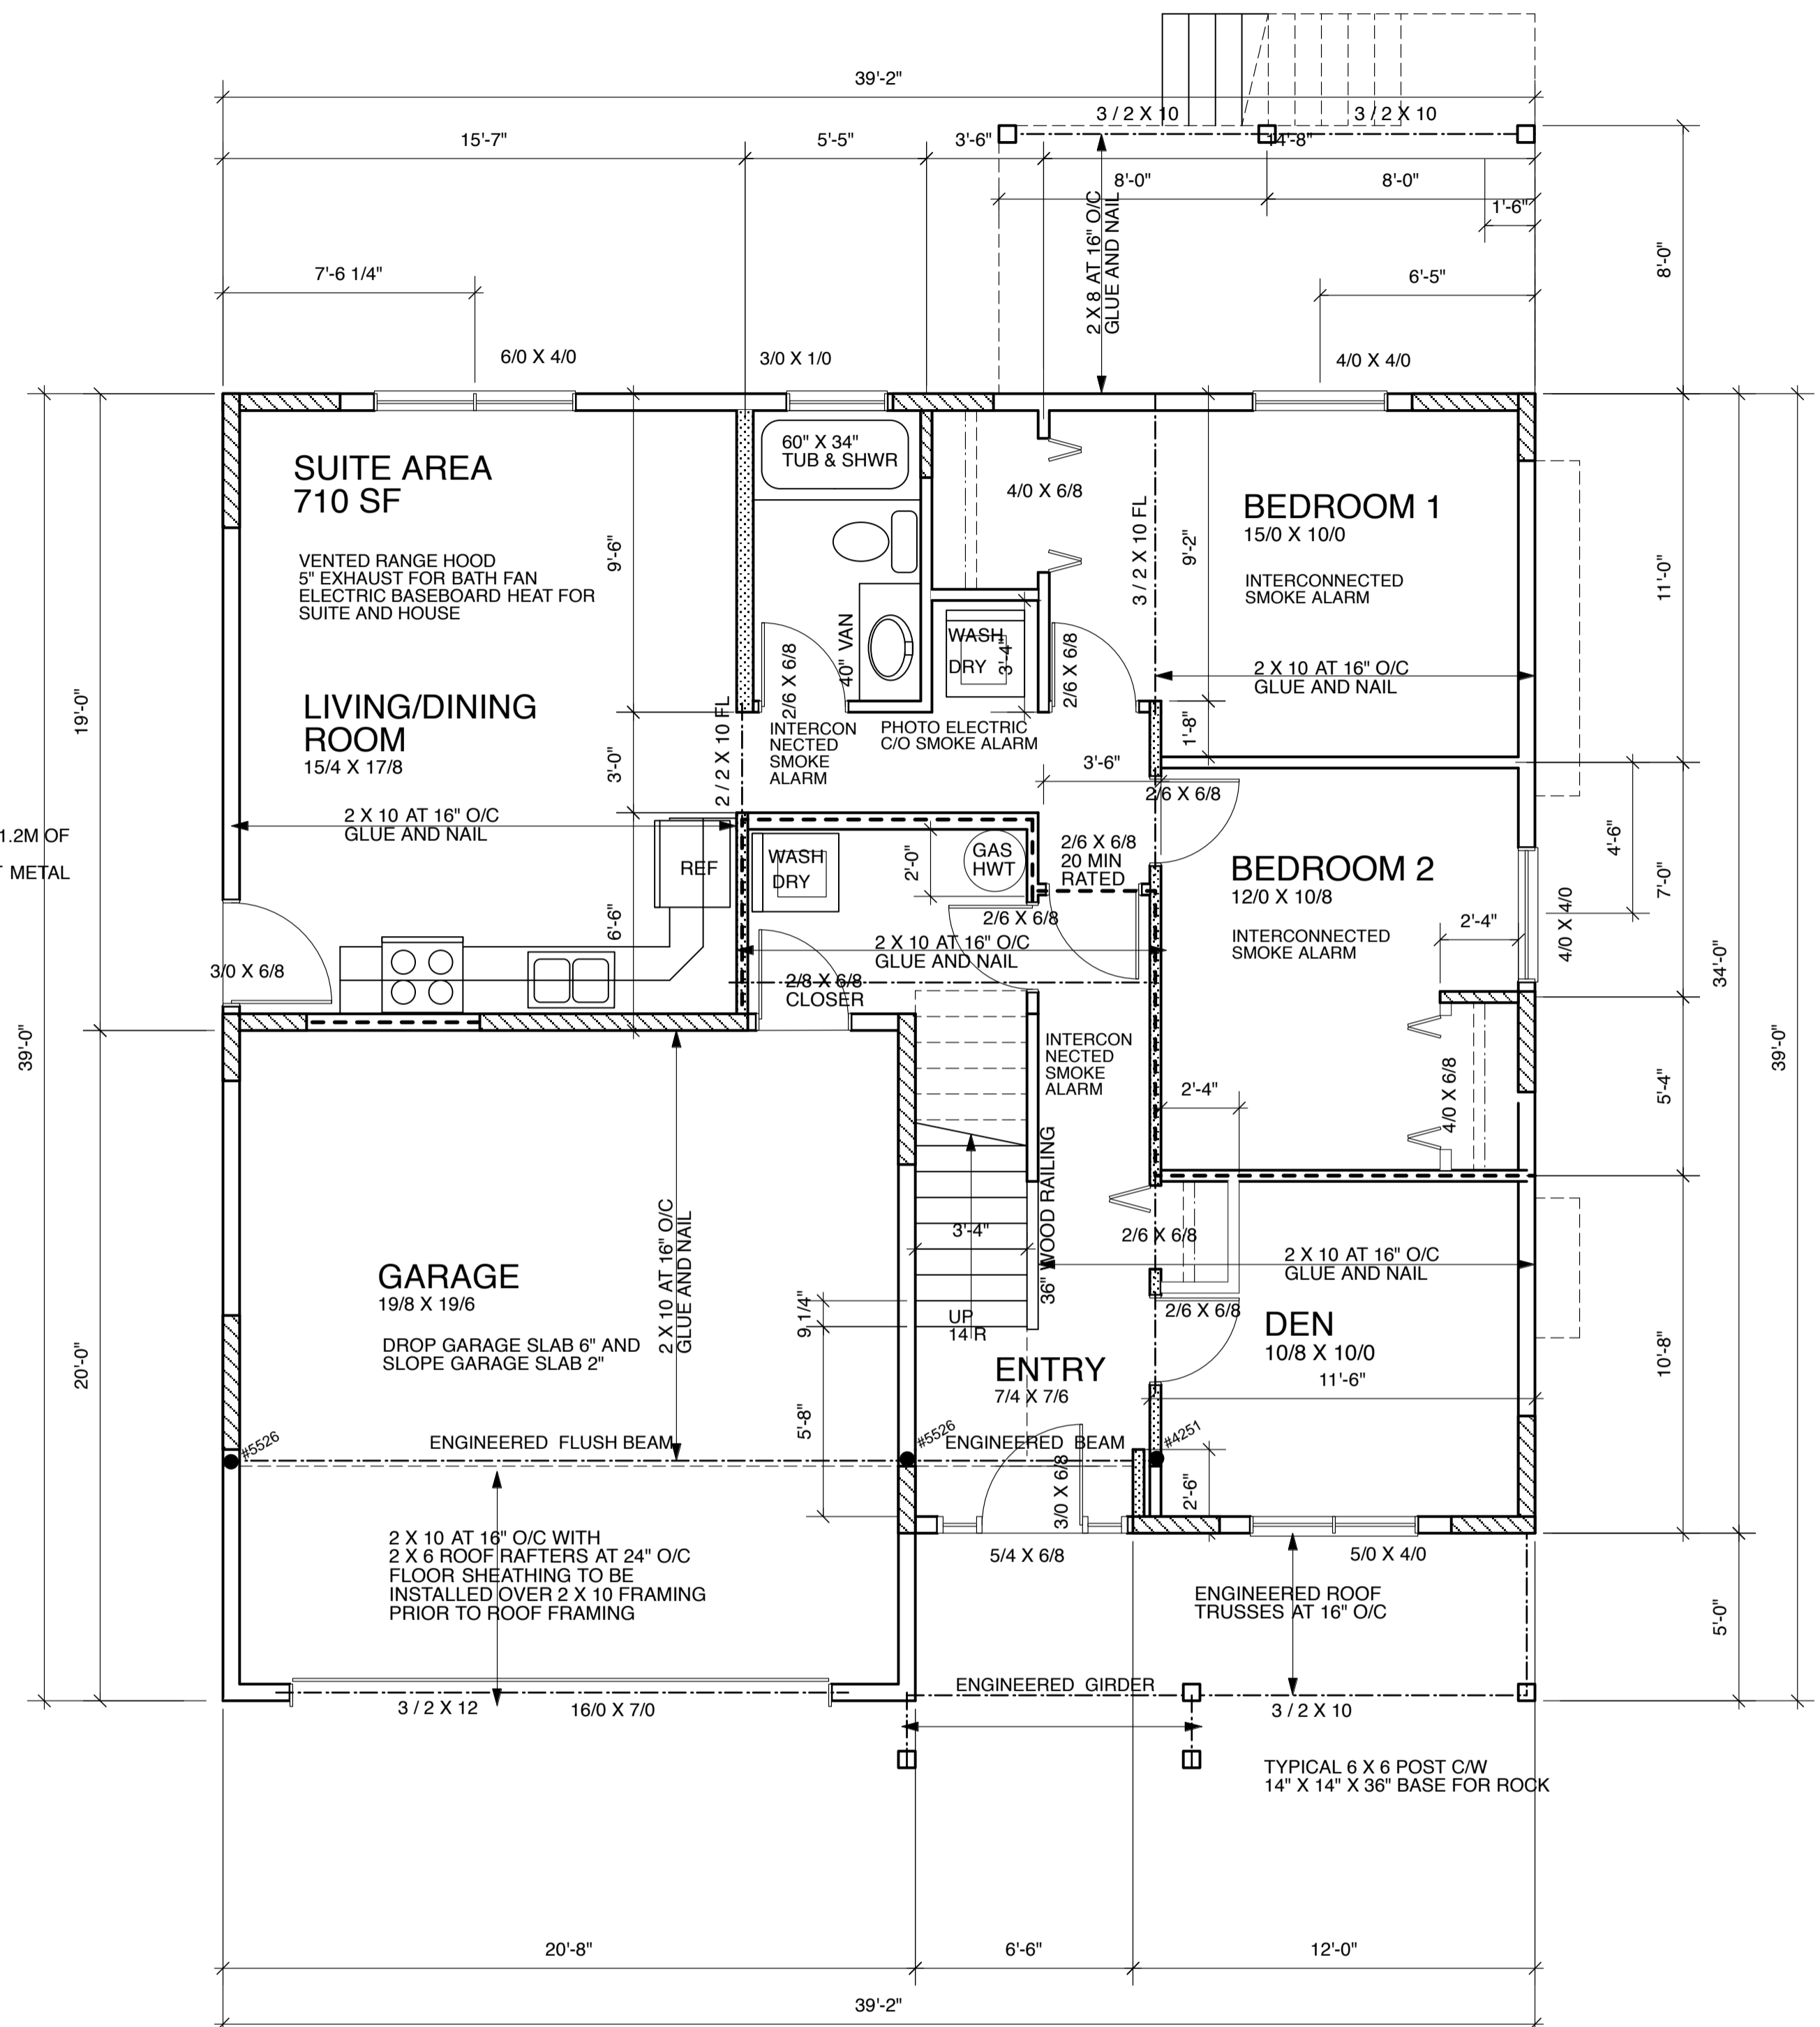 39'-2"
3 / 2 X 10
3 / 2 X 10
15'-7"
5'-5"
3'-6"
14'-8"
8'-0"
8'-0"
1'-6"
2 X 8 AT 16" O/C
GLUE AND NAIL
8'-0"
7'-6 1/4"
6'-5"
6/0 X 4/0
3/0 X 1/0
4/0 X 4/0
SUITE AREA
710 SF
60" X 34"
TUB & SHWR
4/0 X 6/8
BEDROOM 1
15/0 X 10/0
VENTED RANGE HOOD
5" EXHAUST FOR BATH FAN
ELECTRIC BASEBOARD HEAT FOR
SUITE AND HOUSE
9'-6"
3 / 2 X 10 FL
9'-2"
INTERCONNECTED
SMOKE ALARM
11'-0"
40" VAN
WASH
DRY
3'-4"
2/6 X 6/8
2/6 X 6/8
2 X 10 AT 16" O/C
GLUE AND NAIL
19'-0"
LIVING/DINING
ROOM
15/4 X 17/8
2 / 2 X 10 FL
INTERCON
NECTED
SMOKE
ALARM
PHOTO ELECTRIC
C/O SMOKE ALARM
1'-8"
3'-0"
3'-6"
2/6 X 6/8
1.2M OF
T METAL
2 X 10 AT 16" O/C
GLUE AND NAIL
REF
WASH
DRY
2'-0"
GAS
HWT
2/6 X 6/8
20 MIN
RATED
BEDROOM 2
12/0 X 10/8
4'-6"
7'-0"
4/0 X 4/0
2/6 X 6/8
INTERCONNECTED
SMOKE ALARM
2'-4"
6'-6"
2 X 10 AT 16" O/C
GLUE AND NAIL
34'-0"
3/0 X 6/8
2/8 X 6/8
CLOSER
39'-0"
39'-0"
INTERCON
NECTED
SMOKE
ALARM
2'-4"
4/0 X 6/8
5'-4"
36" WOOD RAILING
2 X 10 AT 16" O/C
GLUE AND NAIL
3'-4"
2/6 X 6/8
2 X 10 AT 16" O/C
GLUE AND NAIL
GARAGE
19/8 X 19/6
9 1/4"
UP
14 R
2/6 X 6/8
DEN
10/8 X 10/0
DROP GARAGE SLAB 6" AND
SLOPE GARAGE SLAB 2"
20'-0"
ENTRY
7/4 X 7/6
11'-6"
10'-8"
5'-8"
#5526
ENGINEERED FLUSH BEAM
#5526
ENGINEERED BEAM
#4251
3/0 X 6/8
2'-6"
2 X 10 AT 16" O/C WITH
2 X 6 ROOF RAFTERS AT 24" O/C
FLOOR SHEATHING TO BE
INSTALLED OVER 2 X 10 FRAMING
PRIOR TO ROOF FRAMING
5/4 X 6/8
5/0 X 4/0
ENGINEERED ROOF
TRUSSES AT 16" O/C
5'-0"
ENGINEERED GIRDER
3 / 2 X 12
16/0 X 7/0
3 / 2 X 10
TYPICAL 6 X 6 POST C/W
14" X 14" X 36" BASE FOR ROCK
20'-8"
6'-6"
12'-0"
39'-2"